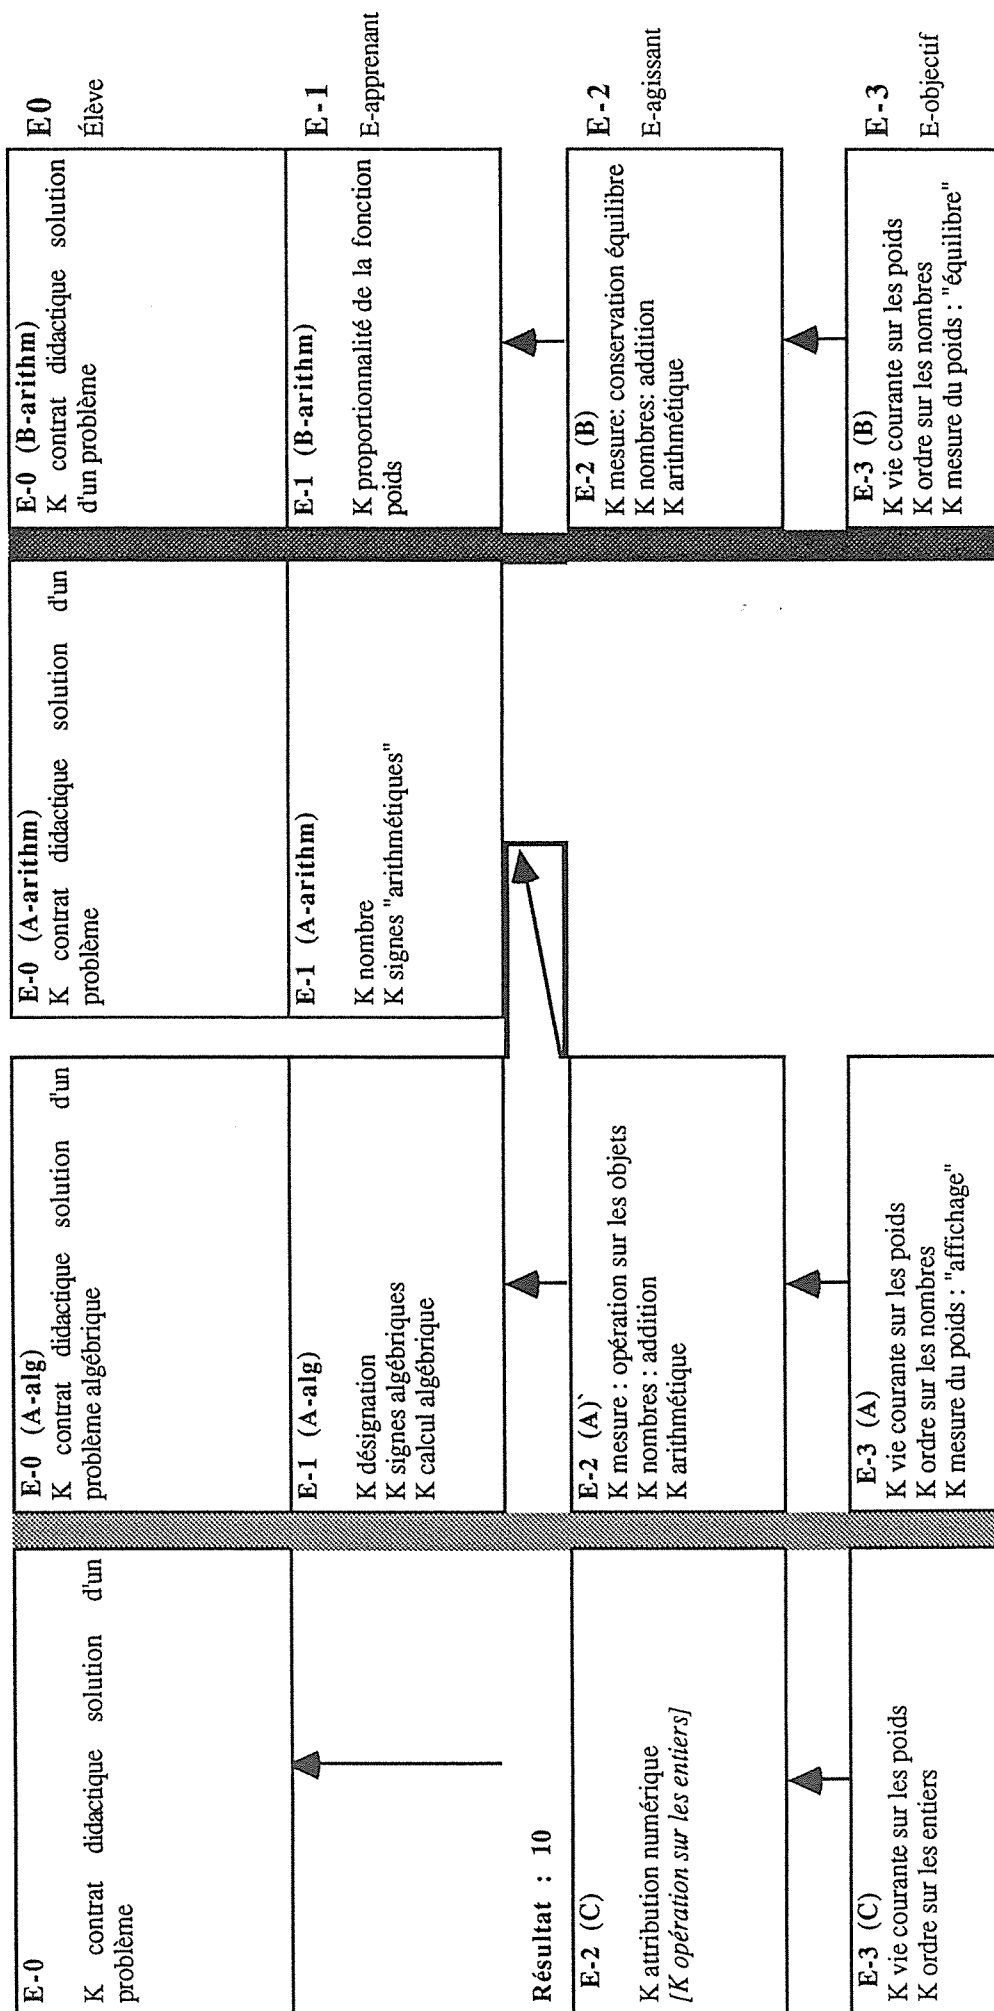 E-0
K contrat didactique solution d'un
problème
E-0 (A-alg)
K contrat didactique solution d'un
problème algébrique
E-0 (A-arithm)
K contrat didactique solution d'un
problème
E-0 (B-arithm)
K contrat didactique solution
d'un problème
E0
Élève
E-1 (A-alg)
K désignation
K signes algébriques
K calcul algébrique
E-1 (A-arithm)
K nombre
K signes "arithmétiques"
E-1 (B-arithm)
K proportionnalité de la fonction
poids
E-1
E-apprenant
Résultat : 10
E-2 (C)
K attribution numérique
[K opération sur les entiers]
E-2 (A)`
K mesure : opération sur les objets
K nombres : addition
K arithmétique
E-2 (B)
K mesure: conservation équilibre
K nombres: addition
K arithmétique
E-2
E-agissant
E-3 (C)
K vie courante sur les poids
K ordre sur les entiers
E-3 (A)
K vie courante sur les poids
K ordre sur les nombres
K mesure du poids : "affichage"
E-3 (B)
K vie courante sur les poids
K ordre sur les nombres
K mesure du poids : "équilibre"
E-3
E-objectif